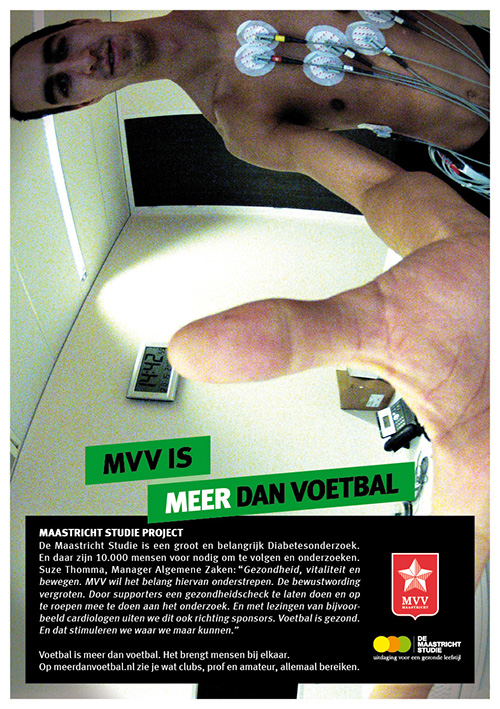 14:42
MVV IS
MEER DAN VOETBAL
MAASTRICHT STUDIE PROJECT
De Maastricht Studie is een groot en belangrijk Diabetesonderzoek.
En daar zijn 10.000 mensen voor nodig om te volgen en onderzoeken.
Suze Thomma, Manager Algemene Zaken: “Gezondheid, vitaliteit en
bewegen. MVV wil het belang hiervan onderstrepen. De bewustwording
vergroten. Door supporters een gezondheidscheck te laten doen en op
te roepen mee te doen aan het onderzoek. En met lezingen van bijvoor-
beeld cardiologen uiten we dit ook richting sponsors. Voetbal is gezond.
En dat stimuleren we waar we maar kunnen.”
Voetbal is meer dan voetbal. Het brengt mensen bij elkaar.
Op meerdanvoetbal.nl zie je wat clubs, prof en amateur, allemaal bereiken.
MVV
MAASTRICHT
DE
MAASTRICHT
STUDIE
uitdaging voor een gezonde leefstijl